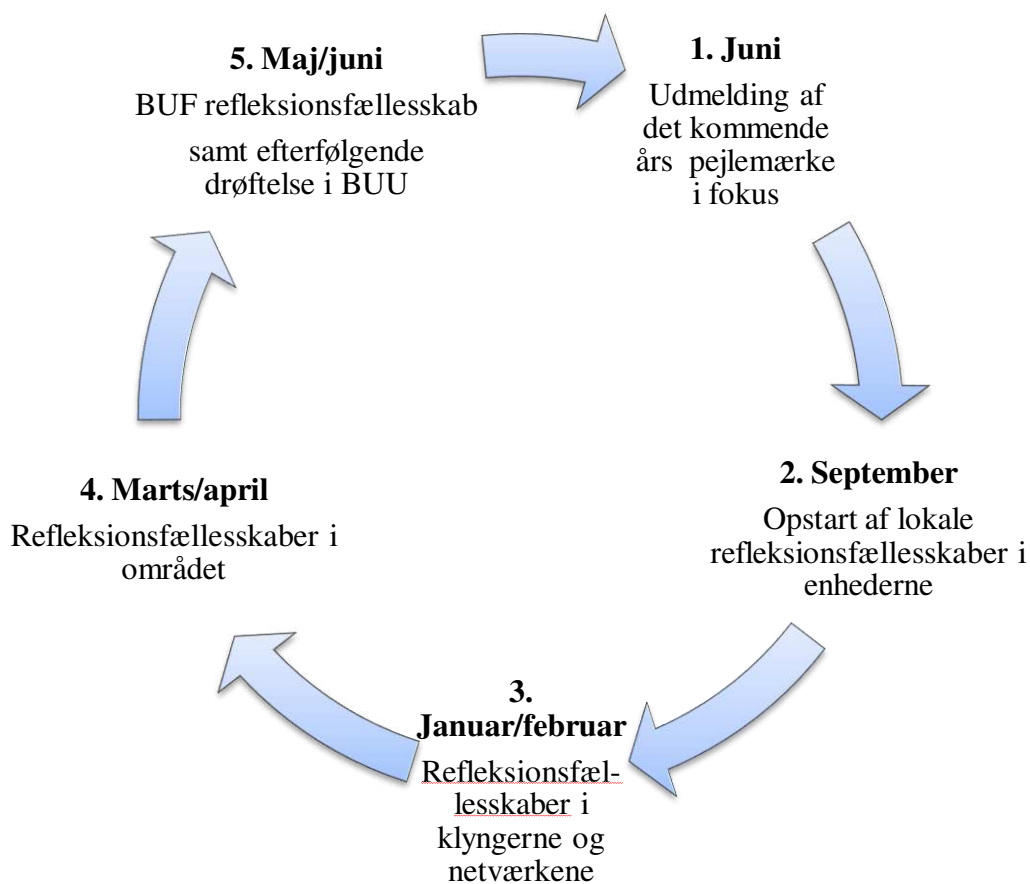 1. Juni
Udmelding af
det kommende
års pejlemærke
i fokus
2. September
Opstart af lokale
refleksionsfællesskaber i
enhederne
3.
Januar/februar
Refleksionsfæl-
lesskaber i
klyngerne og
netværkene
4. Marts/april
Refleksionsfællesskaber i
området
5. Maj/juni
BUF refleksionsfællesskab
samt efterfølgende
drøftelse i BUU